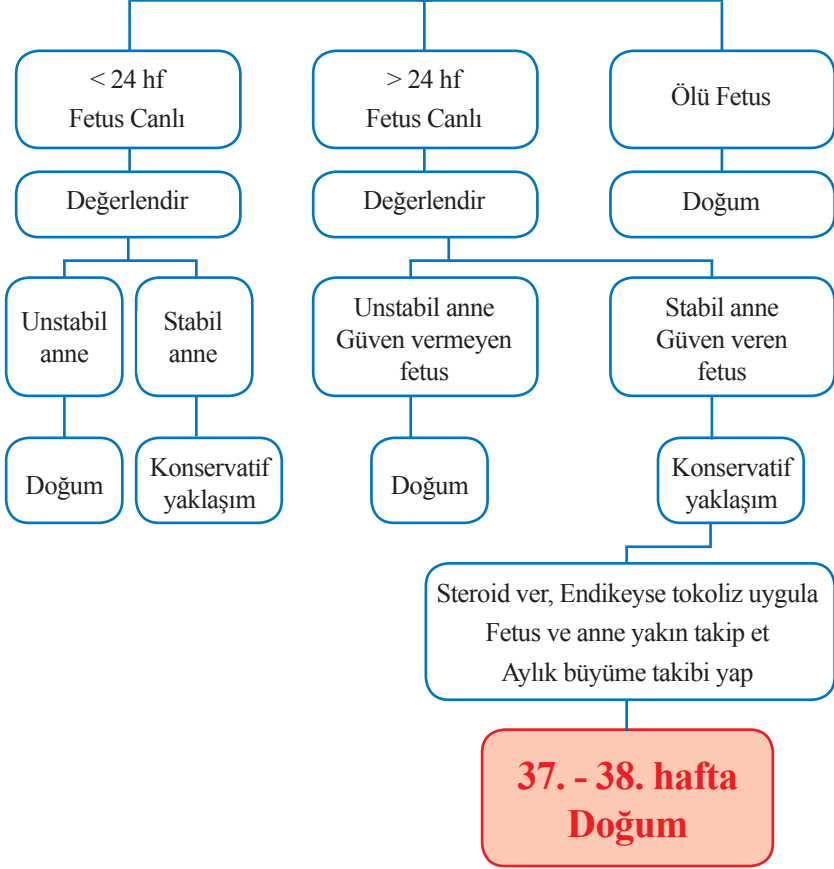 < 24 hf
Fetus Canlı
> 24 hf
Fetus Canlı
Ölü Fetus
Değerlendir
Değerlendir
Doğum
Unstabil
anne
Stabil
anne
Unstabil anne
Güven vermeyen
fetus
Stabil anne
Güven veren
fetus
Doğum
Konservatif
yaklaşım
Doğum
Konservatif
yaklaşım
Steroid ver, Endikeyse tokoliz uygula
Fetus ve anne yakın takip et
Aylık büyüme takibi yap
37. - 38. hafta
Doğum